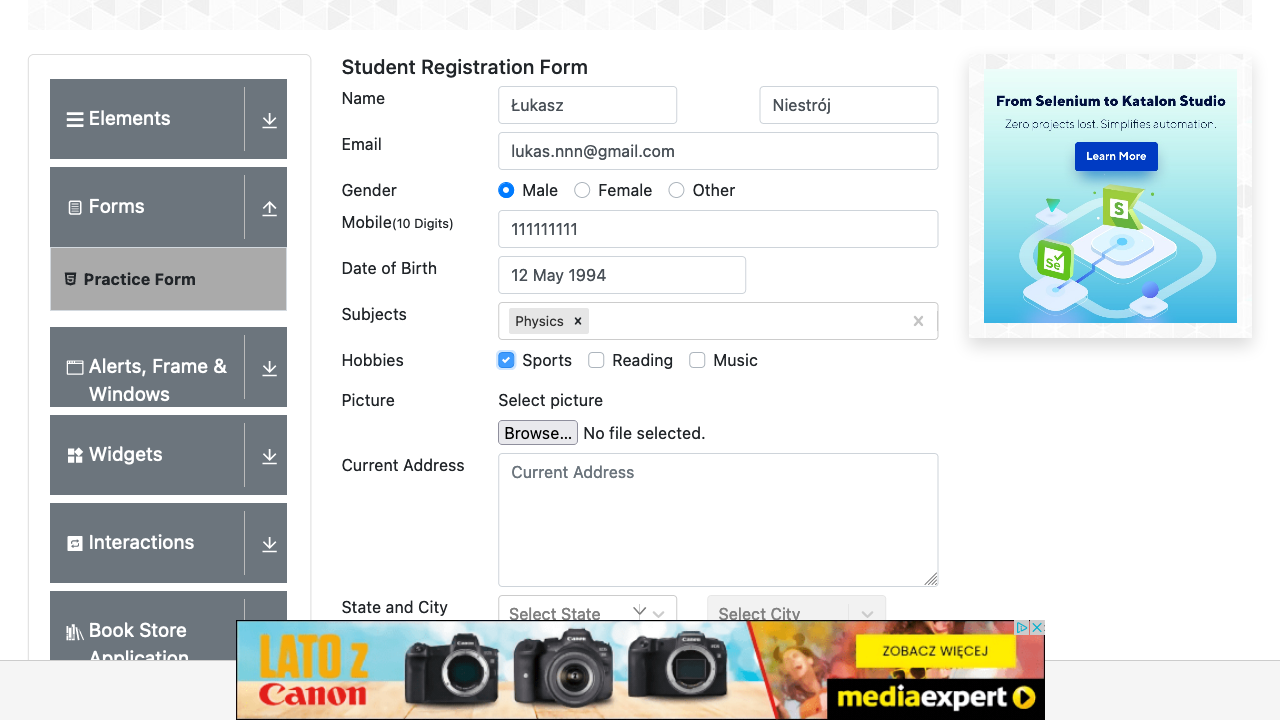 Elements
Forms
Practice Form
Alerts, Frame &
Windows
Widgets
Interactions
Book Store
Application
Student Registration Form
Name
Łukasz
Niestrój
Email
lukas.nnn@gmail.com
Gender
Male
Female
Other
Mobile(10 Digits)
111111111
Date of Birth
12 May 1994
Subjects
Physics ×
Hobbies
Sports
Reading
Music
Picture
Select picture
Browse... No file selected.
Current Address
Current Address
State and City
Select State
Select City
From Selenium to Katalon Studio
Zero projects lost. Simplifies automation.
Learn More
S
Se
LATO Z
Canon
Canon
Canon
Canon
ZOBACZ WIĘCEJ
mediaexpert